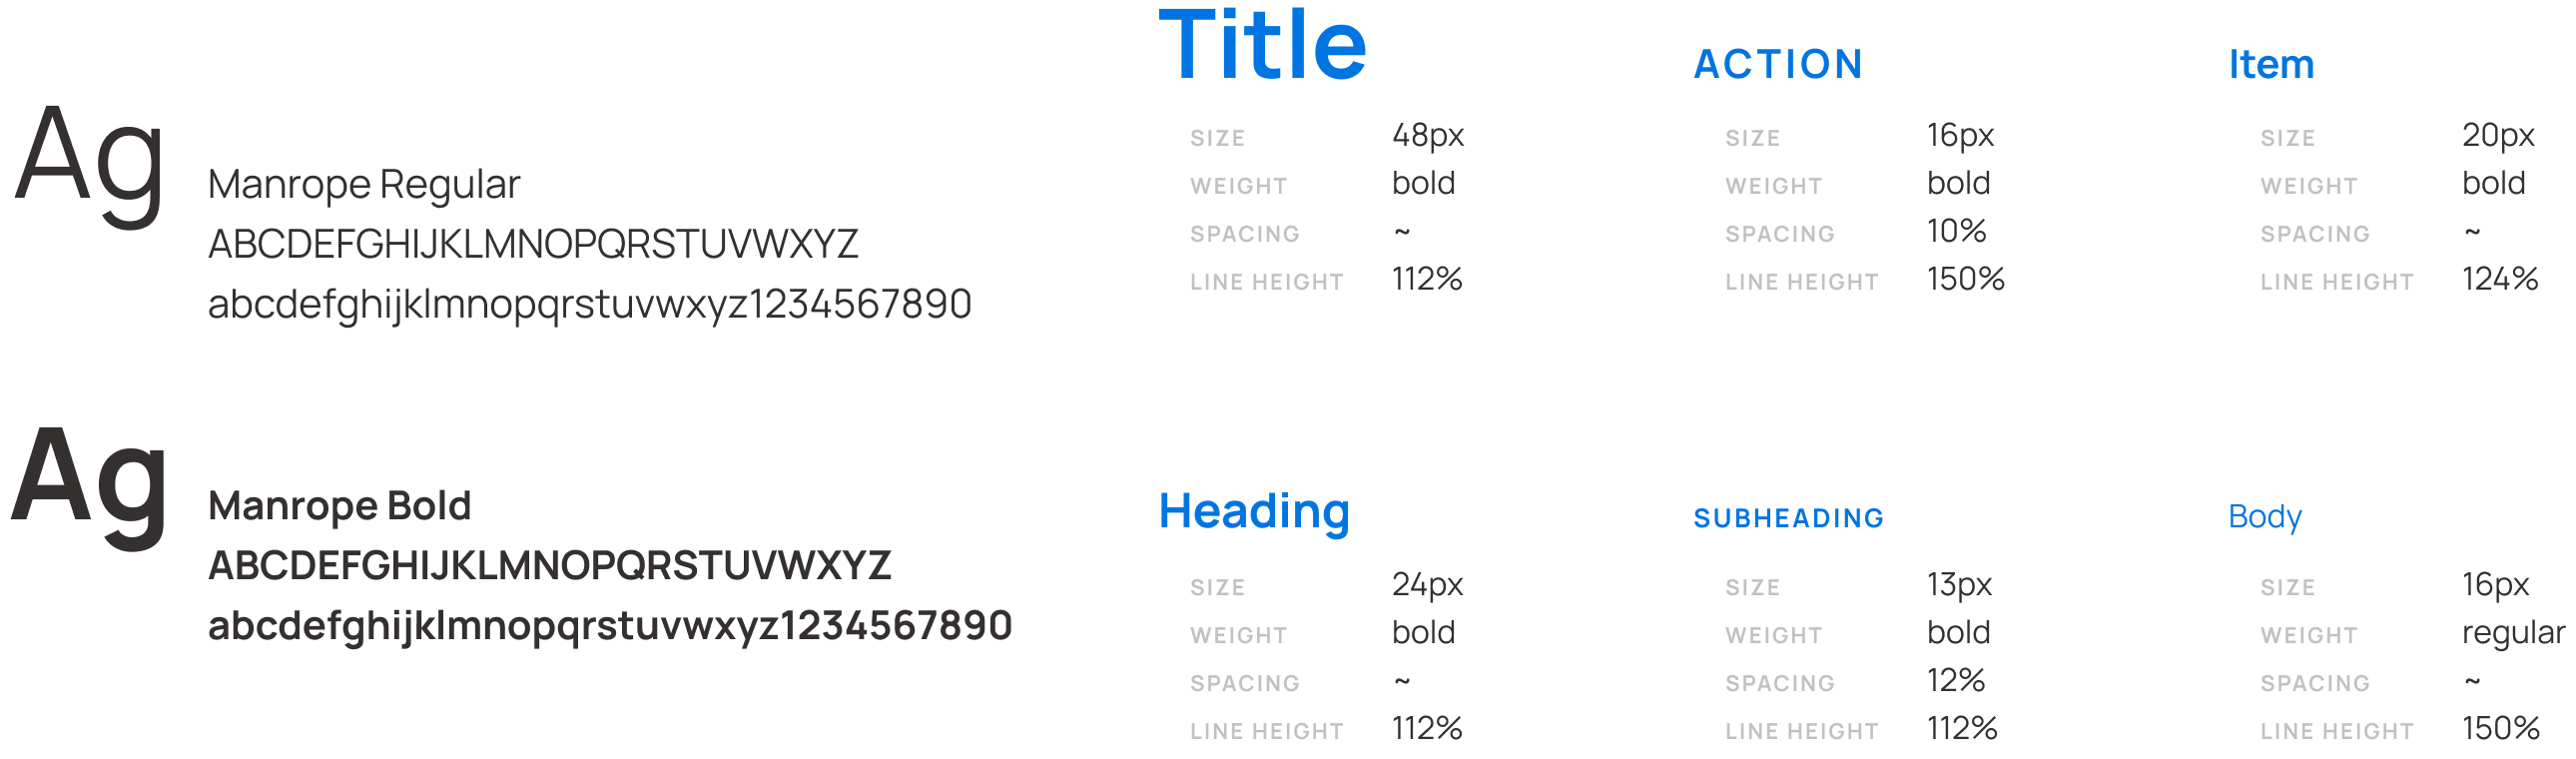 Ag
Manrope Regular
ABCDEFGHIJKLMNOPQRSTUVWXYZ
abcdefghijklmnopqrstuvwxyz1234567890
Ag
Manrope Bold
ABCDEFGHIJKLMNOPQRSTUVWXYZ
abcdefghijklmnopqrstuvwxyz1234567890
Title
SIZE 48px
WEIGHT bold
SPACING ~
LINE HEIGHT 112%
ACTION
SIZE 16px
WEIGHT bold
SPACING 10%
LINE HEIGHT 150%
Item
SIZE 20px
WEIGHT bold
SPACING ~
LINE HEIGHT 124%
Heading
SIZE 24px
WEIGHT bold
SPACING ~
LINE HEIGHT 112%
SUBHEADING
SIZE 13px
WEIGHT bold
SPACING 12%
LINE HEIGHT 112%
Body
SIZE 16px
WEIGHT regular
SPACING ~
LINE HEIGHT 150%